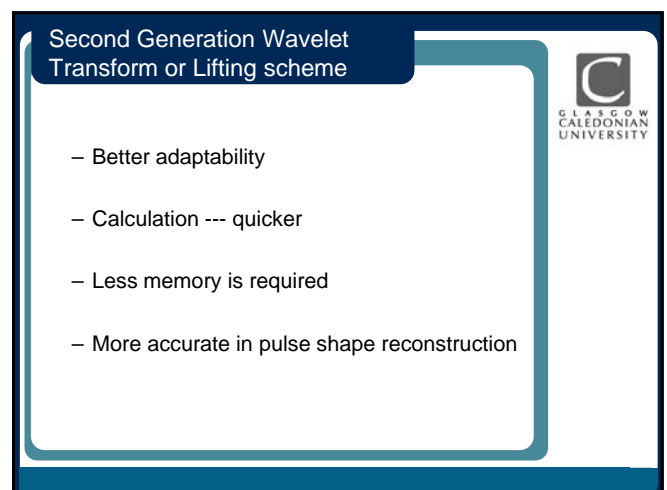 Second Generation Wavelet
Transform or Lifting scheme
C
GLASGOW
CALEDONIAN
UNIVERSITY
– Better adaptability
– Calculation --- quicker
– Less memory is required
– More accurate in pulse shape reconstruction